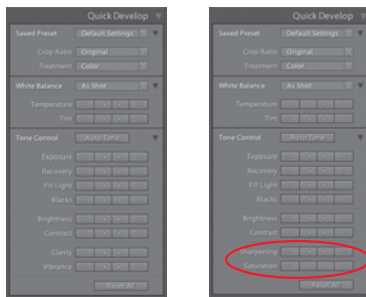 Quick Develop
Saved Preset Default Settings
Crop Ratio Original
Treatment Color
White Balance As Shot
Temperature
Tint
Tone Control Auto Tone
Exposure
Recovery
Fill Light
Blacks
Brightness
Contrast
Clarity
Vibrance
Reset All
Quick Develop
Saved Preset Default Settings
Crop Ratio Original
Treatment Color
White Balance As Shot
Temperature
Tint
Tone Control Auto Tone
Exposure
Recovery
Fill Light
Blacks
Brightness
Contrast
Sharpening
Saturation
Reset All